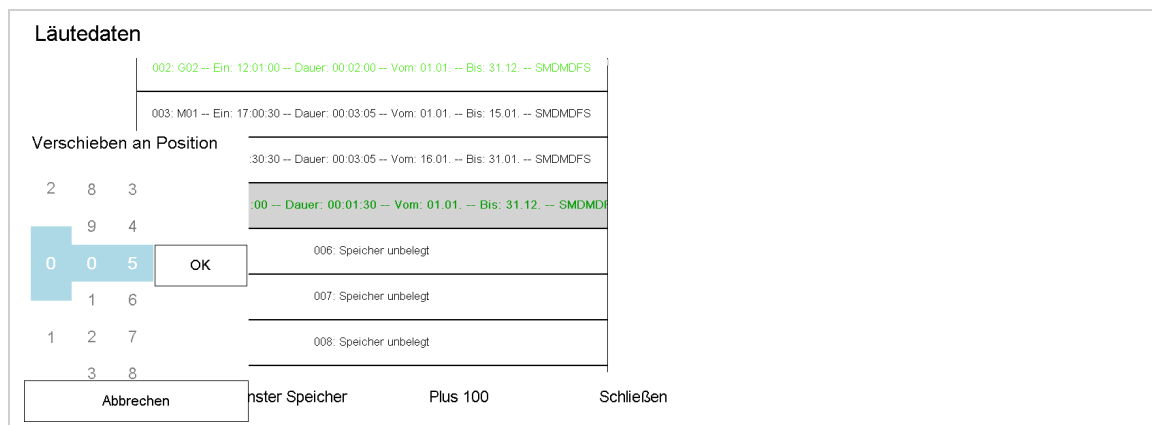 Läutedaten
002: G02 -- Ein: 12:01:00 -- Dauer: 00:02:00 -- Vom: 01.01. -- Bis: 31.12. -- SMDMDFS
003: M01 -- Ein: 17:00:30 -- Dauer: 00:03:05 -- Vom: 01.01. -- Bis: 15.01. -- SMDMDFS
Verschieben an Position
:30:30 -- Dauer: 00:03:05 -- Vom: 16.01. -- Bis: 31.01. -- SMDMDFS
2 8 3
:00 -- Dauer: 00:01:30 -- Vom: 01.01. -- Bis: 31.12. -- SMDMDF
9 4
006: Speicher unbelegt
0 0 5 OK
1 6
007: Speicher unbelegt
1 2 7
008: Speicher unbelegt
3 8
Abbrechen
nster Speicher Plus 100 Schließen